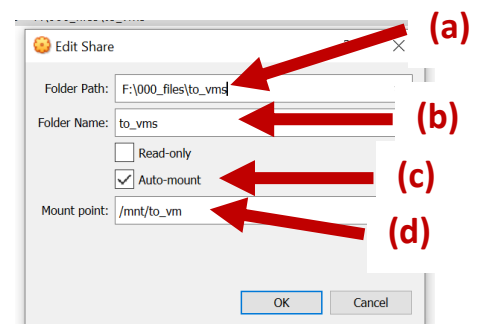 Edit Share
(a)
Folder Path: F:\000_files\to_vms
Folder Name: to_vms
(b)
Read-only
Auto-mount
(c)
Mount point: /mnt/to_vm
(d)
OK Cancel